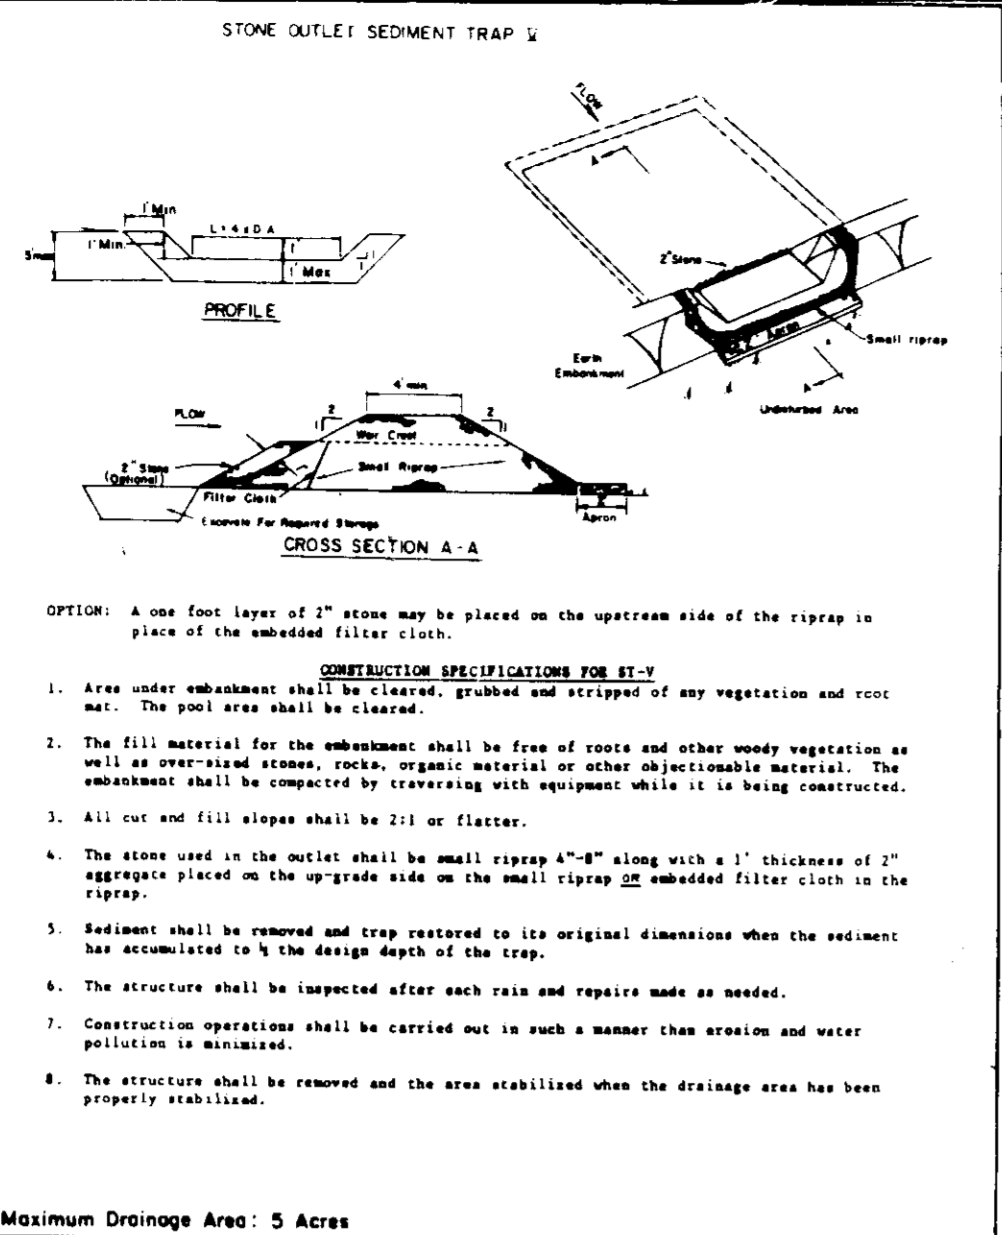 STONE OUTLET SEDIMENT TRAP V
FLOW
A
1' Min
L = 4 x D A
1' Min.
1'
5' max
1' Max
1
1
PROFILE
2" Stone
Apron
Small riprap
Earth
Embankment
A
Undisturbed Area
4' min
2
1
2
1
FLOW
Weir Crest
2" Stone
(Optional)
Small Riprap
Filter Cloth
Apron
Excavate For Required Storage
CROSS SECTION A-A
OPTION: A one foot layer of 2" stone may be placed on the upstream side of the riprap in
place of the embedded filter cloth.
CONSTRUCTION SPECIFICATIONS FOR ST-V
1. Area under embankment shall be cleared, grubbed and stripped of any vegetation and root
mat. The pool area shall be cleared.
2. The fill material for the embankment shall be free of roots and other woody vegetation as
well as over-sized stones, rocks, organic material or other objectionable material. The
embankment shall be compacted by traversing with equipment while it is being constructed.
3. All cut and fill slopes shall be 2:1 or flatter.
4. The stone used in the outlet shall be small riprap 4"-8" along with a 1' thickness of 2"
aggregate placed on the up-grade side on the small riprap OR embedded filter cloth in the
riprap.
5. Sediment shall be removed and trap restored to its original dimensions when the sediment
has accumulated to the design depth of the trap.
6. The structure shall be inspected after each rain and repairs made as needed.
7. Construction operations shall be carried out in such a manner than erosion and water
pollution is minimized.
8. The structure shall be removed and the area stabilized when the drainage area has been
properly stabilized.
Maximum Drainage Area: 5 Acres